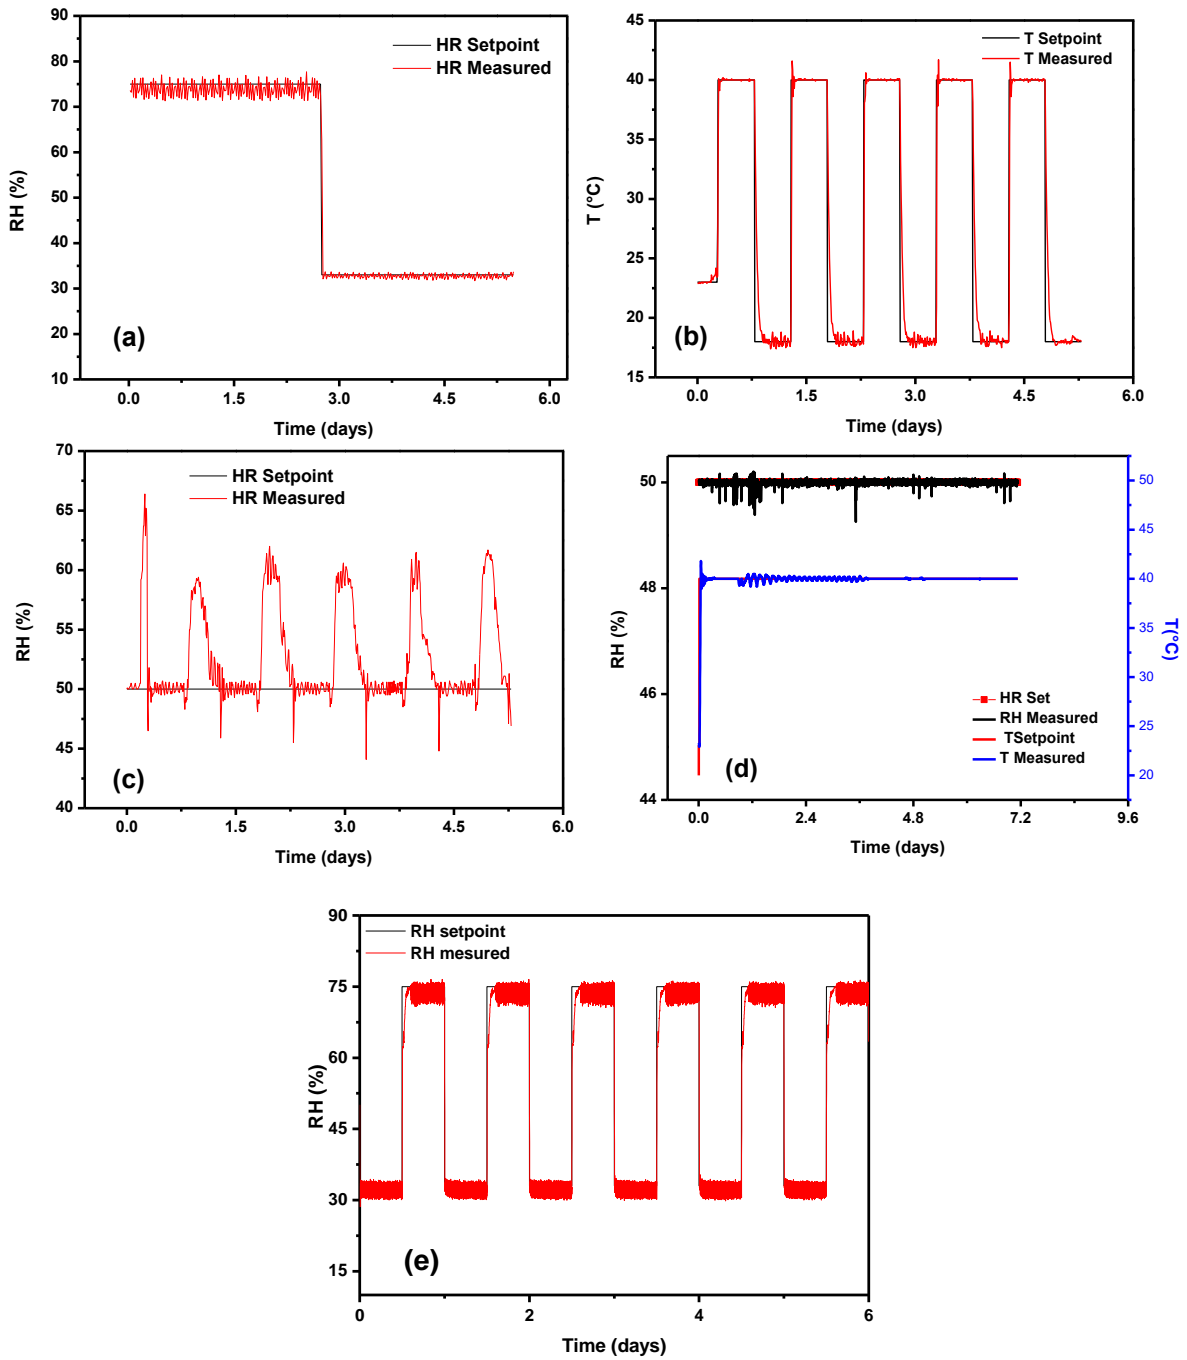 90
80
70
60
50
40
30
20
10
RH (%)
HR Setpoint
HR Measured
(a)
0.0 1.5 3.0 4.5 6.0
Time (days)
45
40
35
30
25
20
15
T (°C)
T Setpoint
T Measured
(b)
0.0 1.5 3.0 4.5 6.0
Time (days)
70
65
60
55
50
45
40
RH (%)
HR Setpoint
HR Measured
(c)
0.0 1.5 3.0 4.5 6.0
Time (days)
50
48
46
44
RH (%)
50
45
40
35
30
25
20
T(°C)
HR Set
RH Measured
TSetpoint
T Measured
(d)
0.0 2.4 4.8 7.2 9.6
Time (days)
90
75
60
45
30
15
RH (%)
RH setpoint
RH mesured
(e)
0 2 4 6
Time (days)